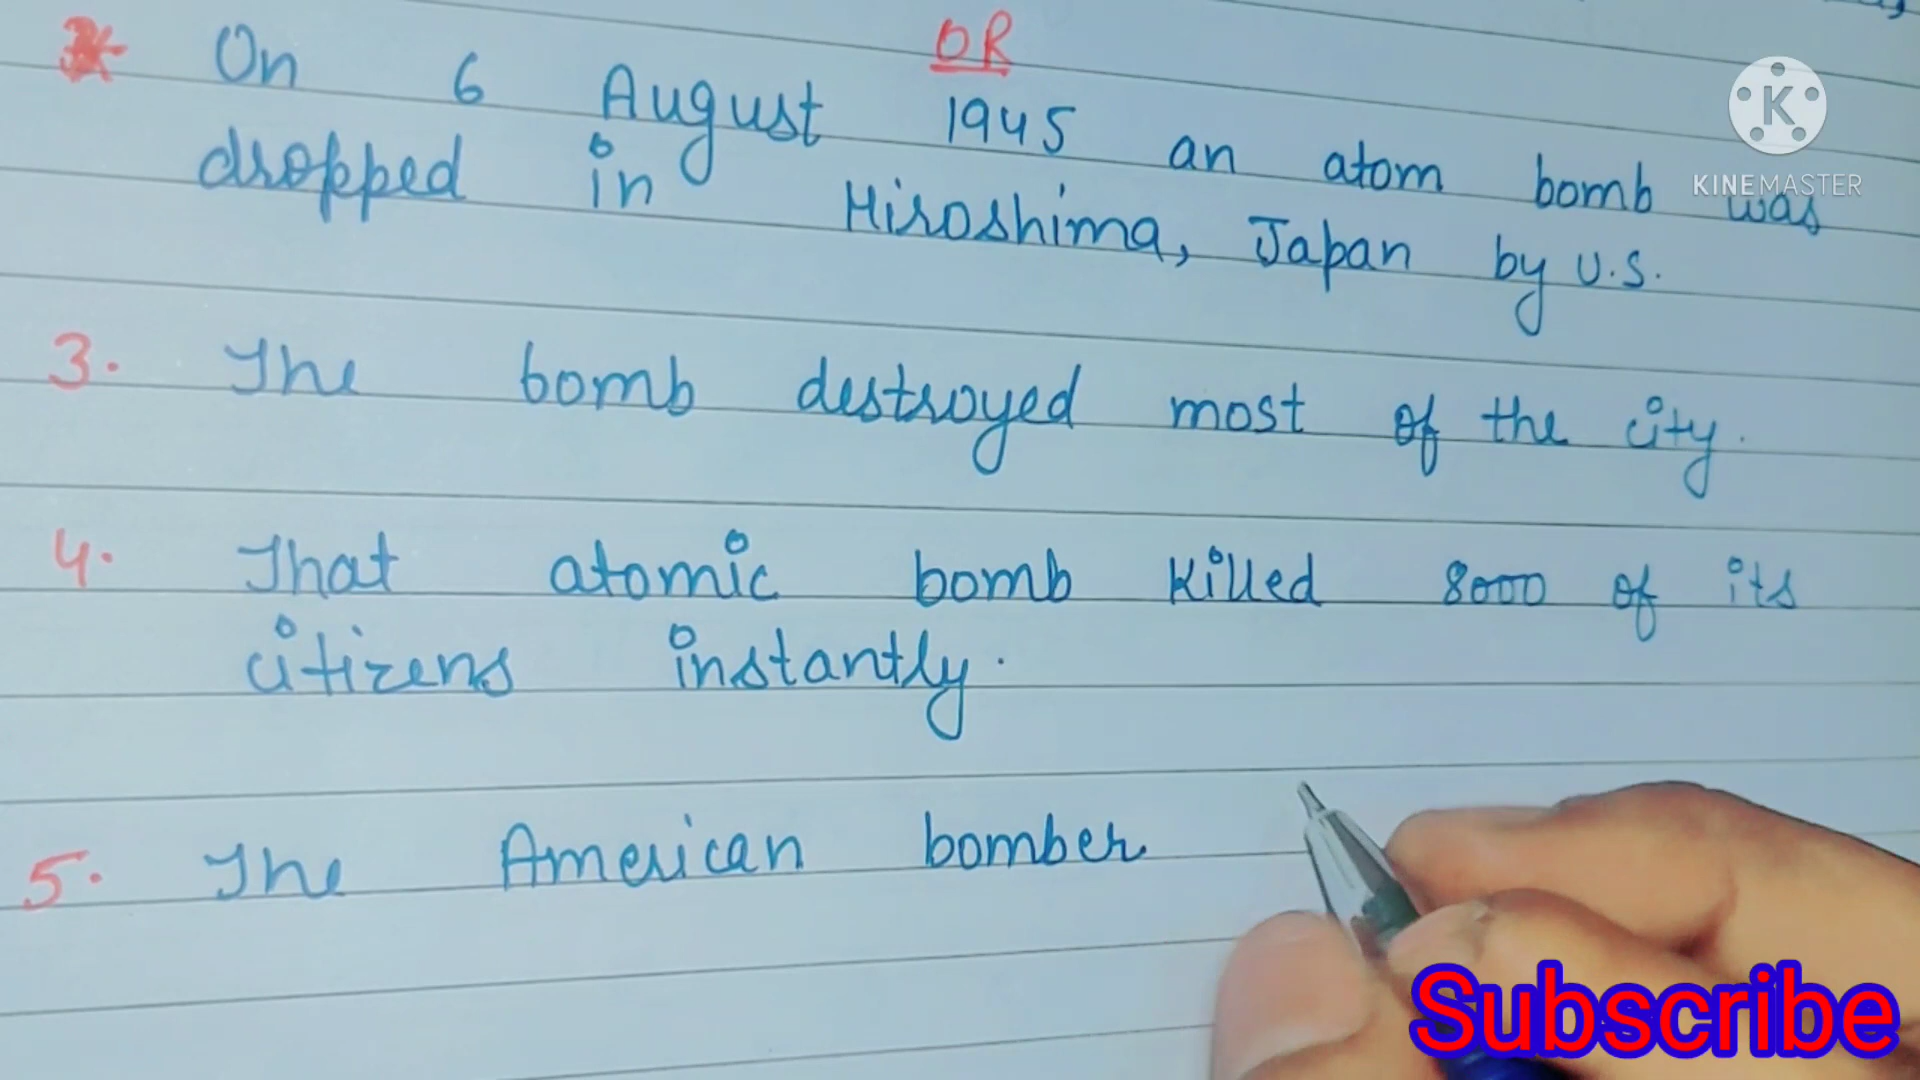 OR
* On 6 August 1945 an atom bomb was
dropped in Hiroshima, Japan by U.S.
3. The bomb destroyed most of the city.
4. That atomic bomb killed 8000 of its
citizens instantly.
5. The American bomber
K
KINEMASTER
Subscribe